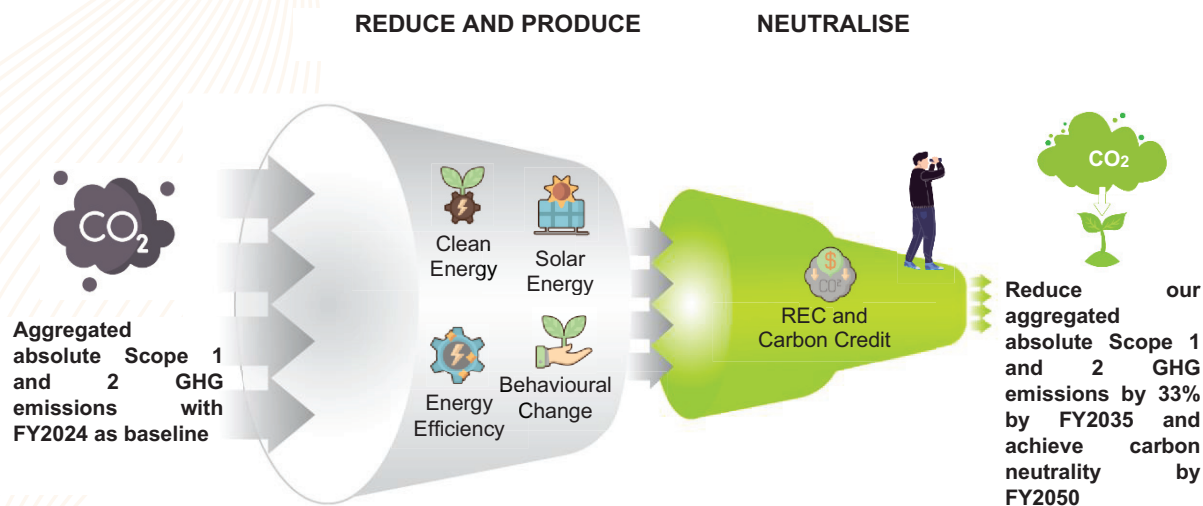 REDUCE AND PRODUCE
NEUTRALISE
CO2
Aggregated
absolute Scope 1
and 2 GHG
emissions with
FY2024 as baseline
Clean
Energy
Solar
Energy
Energy
Efficiency
Behavioural
Change
$
CO²
REC and
Carbon Credit
CO2
Reduce our
aggregated
absolute Scope 1
and 2 GHG
emissions by 33%
by FY2035 and
achieve carbon
neutrality by
FY2050